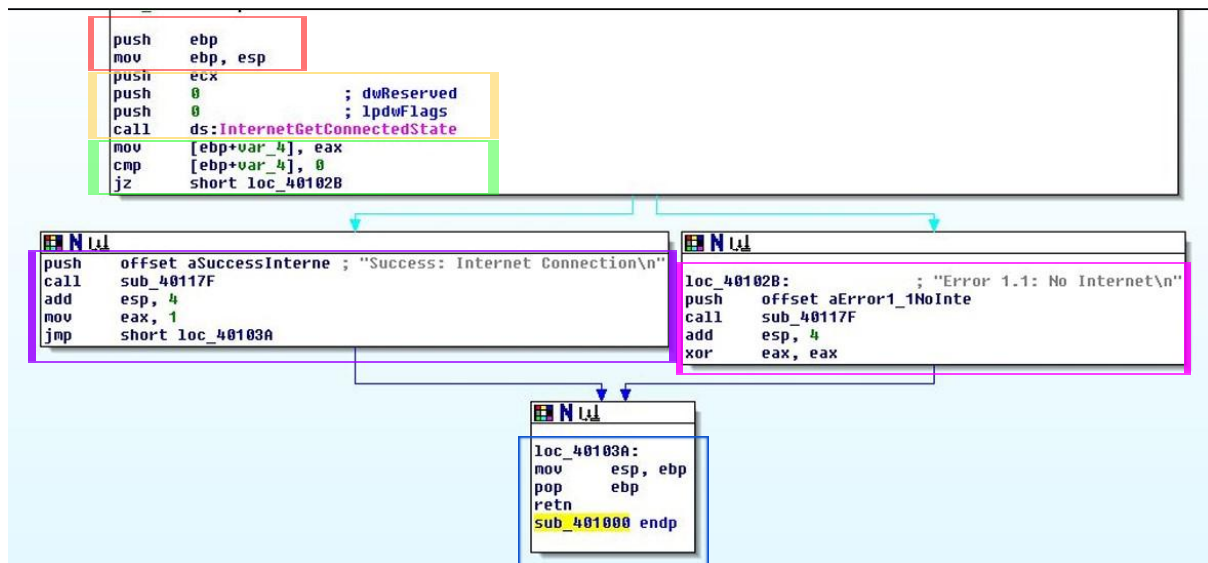 push ebp
mov ebp, esp
push ecx
push 0 ; dwReserved
push 0 ; lpdwFlags
call ds:InternetGetConnectedState
mov [ebp+var_4], eax
cmp [ebp+var_4], 0
jz short loc_40102B
N
push offset aSuccessInterne ; "Success: Internet Connection\n"
call sub_40117F
add esp, 4
mov eax, 1
jmp short loc_40103A
N
loc_40102B: ; "Error 1.1: No Internet\n"
push offset aError1_1NoInte
call sub_40117F
add esp, 4
xor eax, eax
N
loc_40103A:
mov esp, ebp
pop ebp
retn
sub_401000 endp